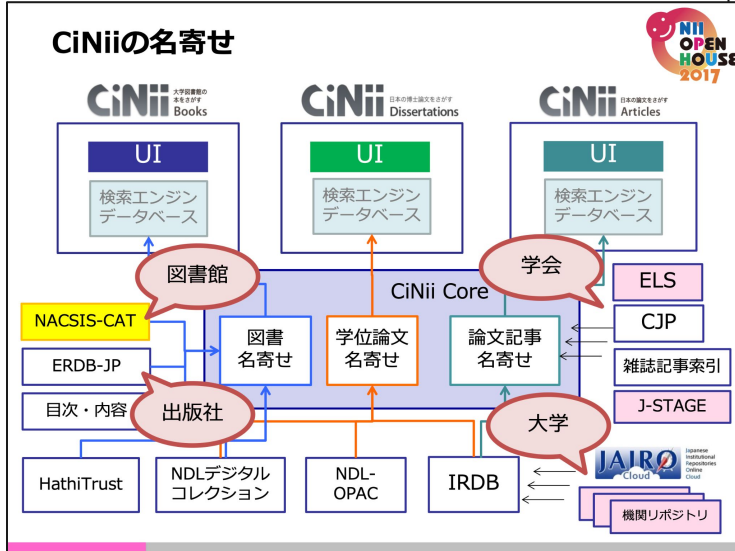 CiNiiの名寄せ
NII
OPEN
HOUSE
2017
CiNii 大学図書館の
本をさがす
Books
CiNii 日本の博士論文をさがす
Dissertations
CiNii 日本の論文をさがす
Articles
UI
検索エンジン
データベース
UI
検索エンジン
データベース
UI
検索エンジン
データベース
図書館
学会
CiNii Core
NACSIS-CAT
ERDB-JP
目次・内容
図書
名寄せ
学位論文
名寄せ
論文記事
名寄せ
ELS
CJP
雑誌記事索引
J-STAGE
出版社
大学
HathiTrust
NDLデジタル
コレクション
NDL-
OPAC
IRDB
JAIRO
Cloud
Japanese
Institutional
Repositories
Online
Cloud
機関リポジトリ